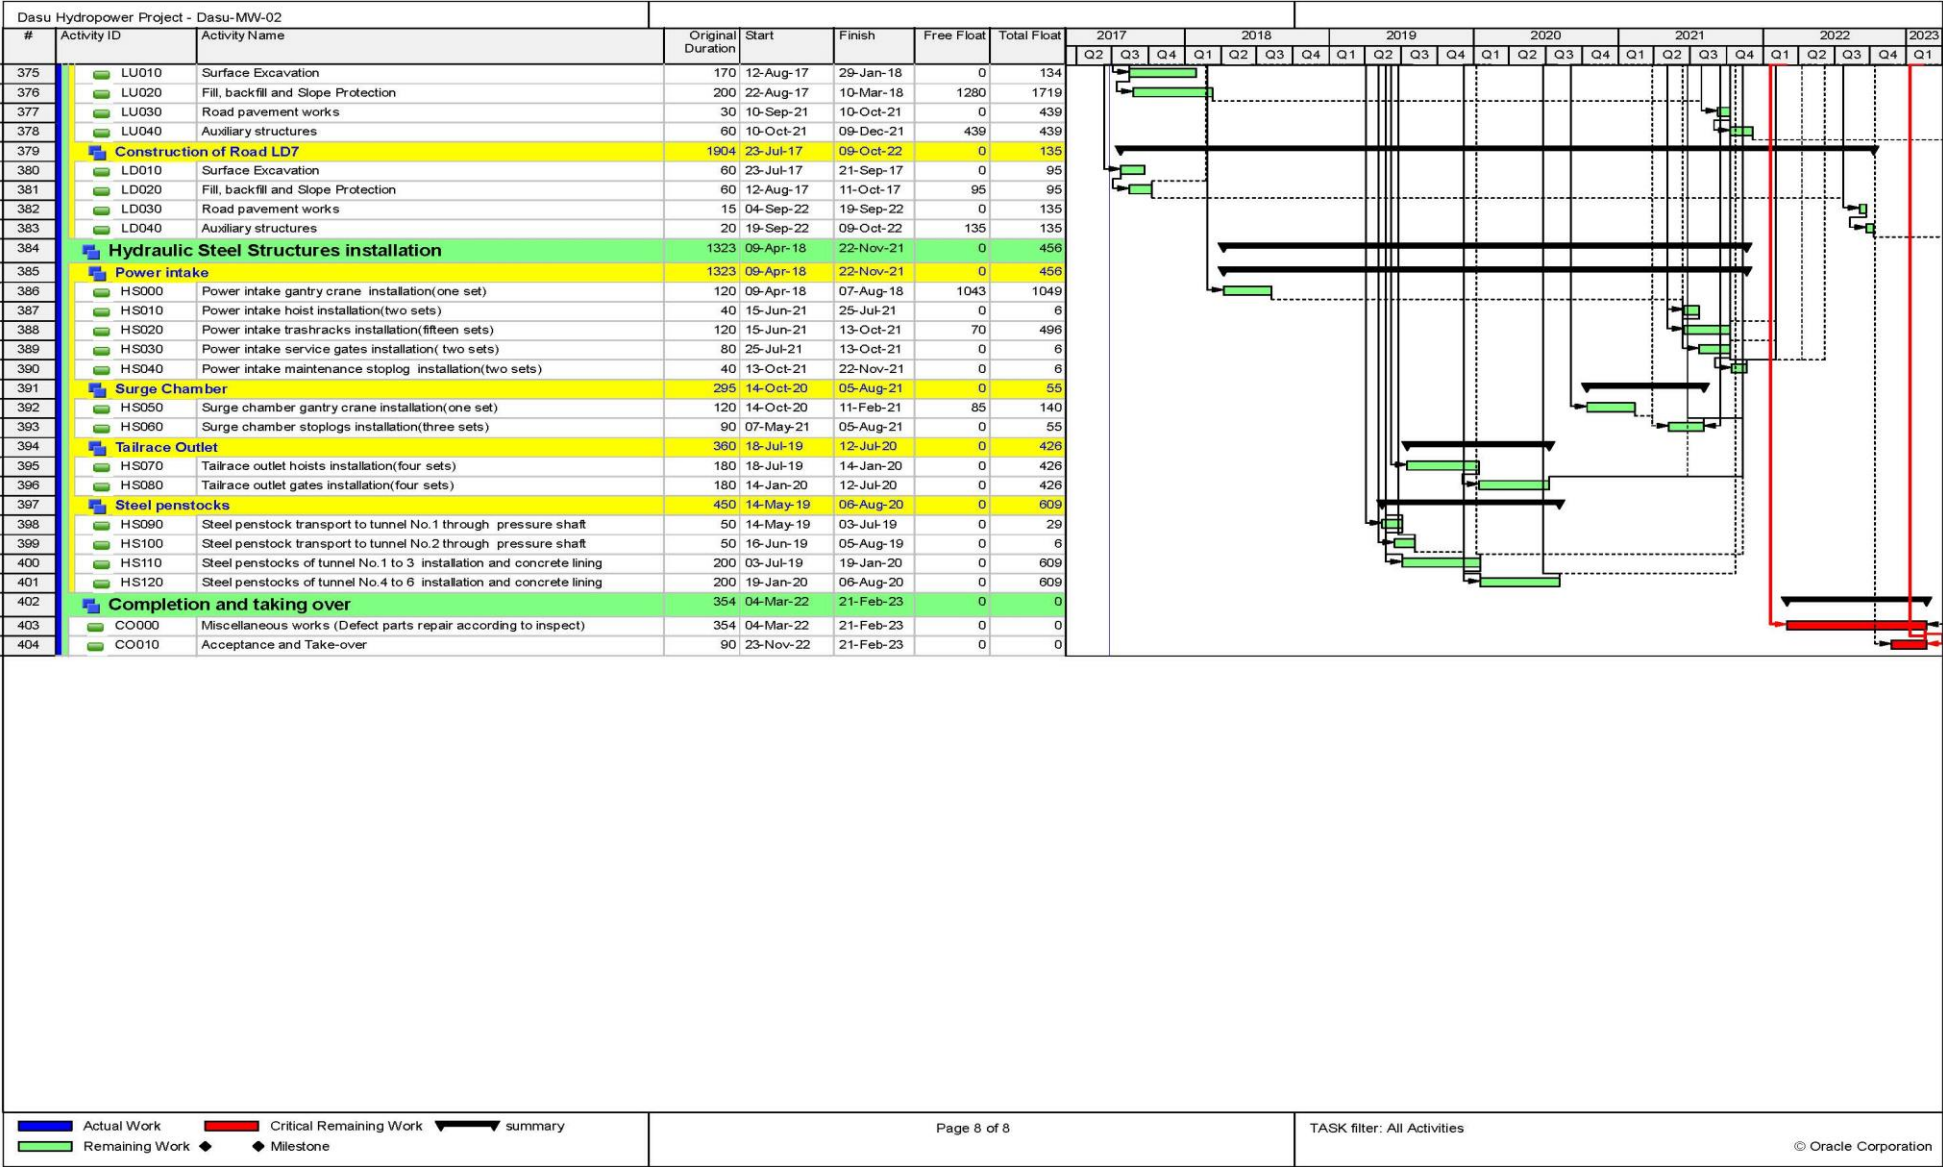 Dasu Hydropower Project - Dasu-MW-02
# Activity ID Activity Name Original Duration Start Finish Free Float Total Float 2017 2018 2019 2020 2021 2022 2023
Q2 Q3 Q4 Q1 Q2 Q3 Q4 Q1 Q2 Q3 Q4 Q1 Q2 Q3 Q4 Q1 Q2 Q3 Q4 Q1 Q2 Q3 Q4 Q1
375 LU010 Surface Excavation 170 12-Aug-17 29-Jan-18 0 134
376 LU020 Fill, backfill and Slope Protection 200 22-Aug-17 10-Mar-18 1280 1719
377 LU030 Road pavement works 30 10-Sep-21 10-Oct-21 0 439
378 LU040 Auxiliary structures 60 10-Oct-21 09-Dec-21 439 439
379 Construction of Road LD7 1904 23-Jul-17 09-Oct-22 0 135
380 LD010 Surface Excavation 60 23-Jul-17 21-Sep-17 0 95
381 LD020 Fill, backfill and Slope Protection 60 12-Aug-17 11-Oct-17 95 95
382 LD030 Road pavement works 15 04-Sep-22 19-Sep-22 0 135
383 LD040 Auxiliary structures 20 19-Sep-22 09-Oct-22 135 135
384 Hydraulic Steel Structures installation 1323 09-Apr-18 22-Nov-21 0 456
385 Power intake 1323 09-Apr-18 22-Nov-21 0 456
386 HS000 Power intake gantry crane installation(one set) 120 09-Apr-18 07-Aug-18 1043 1049
387 HS010 Power intake hoist installation(two sets) 40 15-Jun-21 25-Jul-21 0 6
388 HS020 Power intake trashracks installation(fifteen sets) 120 15-Jun-21 13-Oct-21 70 496
389 HS030 Power intake service gates installation( two sets) 80 25-Jul-21 13-Oct-21 0 6
390 HS040 Power intake maintenance stoplog installation(two sets) 40 13-Oct-21 22-Nov-21 0 6
391 Surge Chamber 295 14-Oct-20 05-Aug-21 0 55
392 HS050 Surge chamber gantry crane installation(one set) 120 14-Oct-20 11-Feb-21 85 140
393 HS060 Surge chamber stoplogs installation(three sets) 90 07-May-21 05-Aug-21 0 55
394 Tailrace Outlet 360 18-Jul-19 12-Jul-20 0 426
395 HS070 Tailrace outlet hoists installation(four sets) 180 18-Jul-19 14-Jan-20 0 426
396 HS080 Tailrace outlet gates installation(four sets) 180 14-Jan-20 12-Jul-20 0 426
397 Steel penstocks 450 14-May-19 06-Aug-20 0 609
398 HS090 Steel penstock transport to tunnel No.1 through pressure shaft 50 14-May-19 03-Jul-19 0 29
399 HS100 Steel penstock transport to tunnel No.2 through pressure shaft 50 16-Jun-19 05-Aug-19 0 6
400 HS110 Steel penstocks of tunnel No.1 to 3 installation and concrete lining 200 03-Jul-19 19-Jan-20 0 609
401 HS120 Steel penstocks of tunnel No.4 to 6 installation and concrete lining 200 19-Jan-20 06-Aug-20 0 609
402 Completion and taking over 354 04-Mar-22 21-Feb-23 0 0
403 CO000 Miscellaneous works (Defect parts repair according to inspect) 354 04-Mar-22 21-Feb-23 0 0
404 CO010 Acceptance and Take-over 90 23-Nov-22 21-Feb-23 0 0
Actual Work Critical Remaining Work summary
Remaining Work Milestone
Page 8 of 8
TASK filter: All Activities
© Oracle Corporation